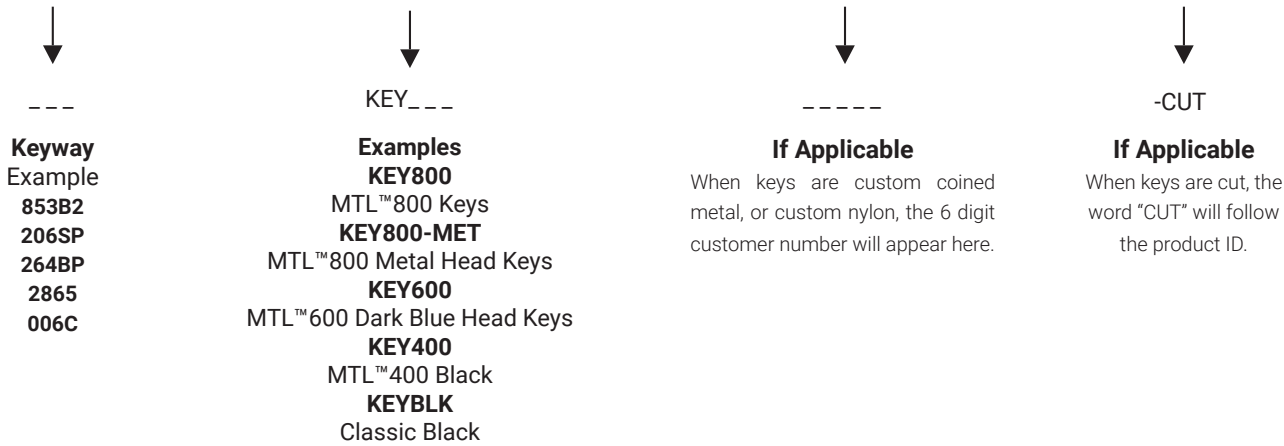 _ _ _
Keyway
Example
853B2
206SP
264BP
2865
006C
KEY_ _ _
Examples
KEY800
MTL™800 Keys
KEY800-MET
MTL™800 Metal Head Keys
KEY600
MTL™600 Dark Blue Head Keys
KEY400
MTL™400 Black
KEYBLK
Classic Black
_ _ _ _ _
If Applicable
When keys are custom coined
metal, or custom nylon, the 6 digit
customer number will appear here.
-CUT
If Applicable
When keys are cut, the
word “CUT” will follow
the product ID.